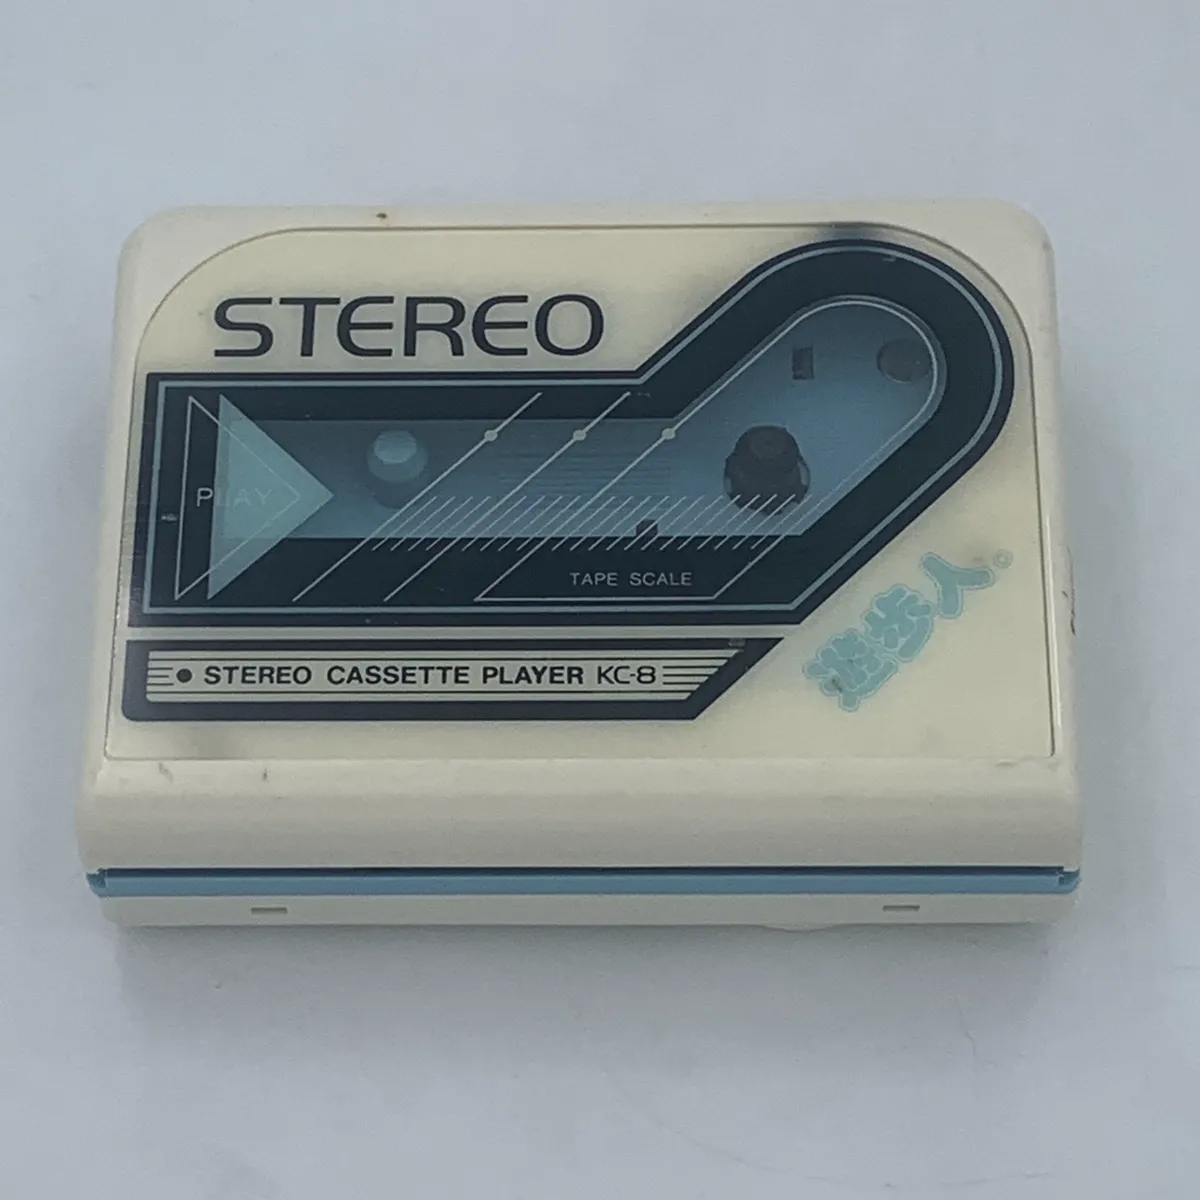 STEREO
PLAY
TAPE SCALE
STEREO CASSETTE PLAYER KC-8
遊歩人